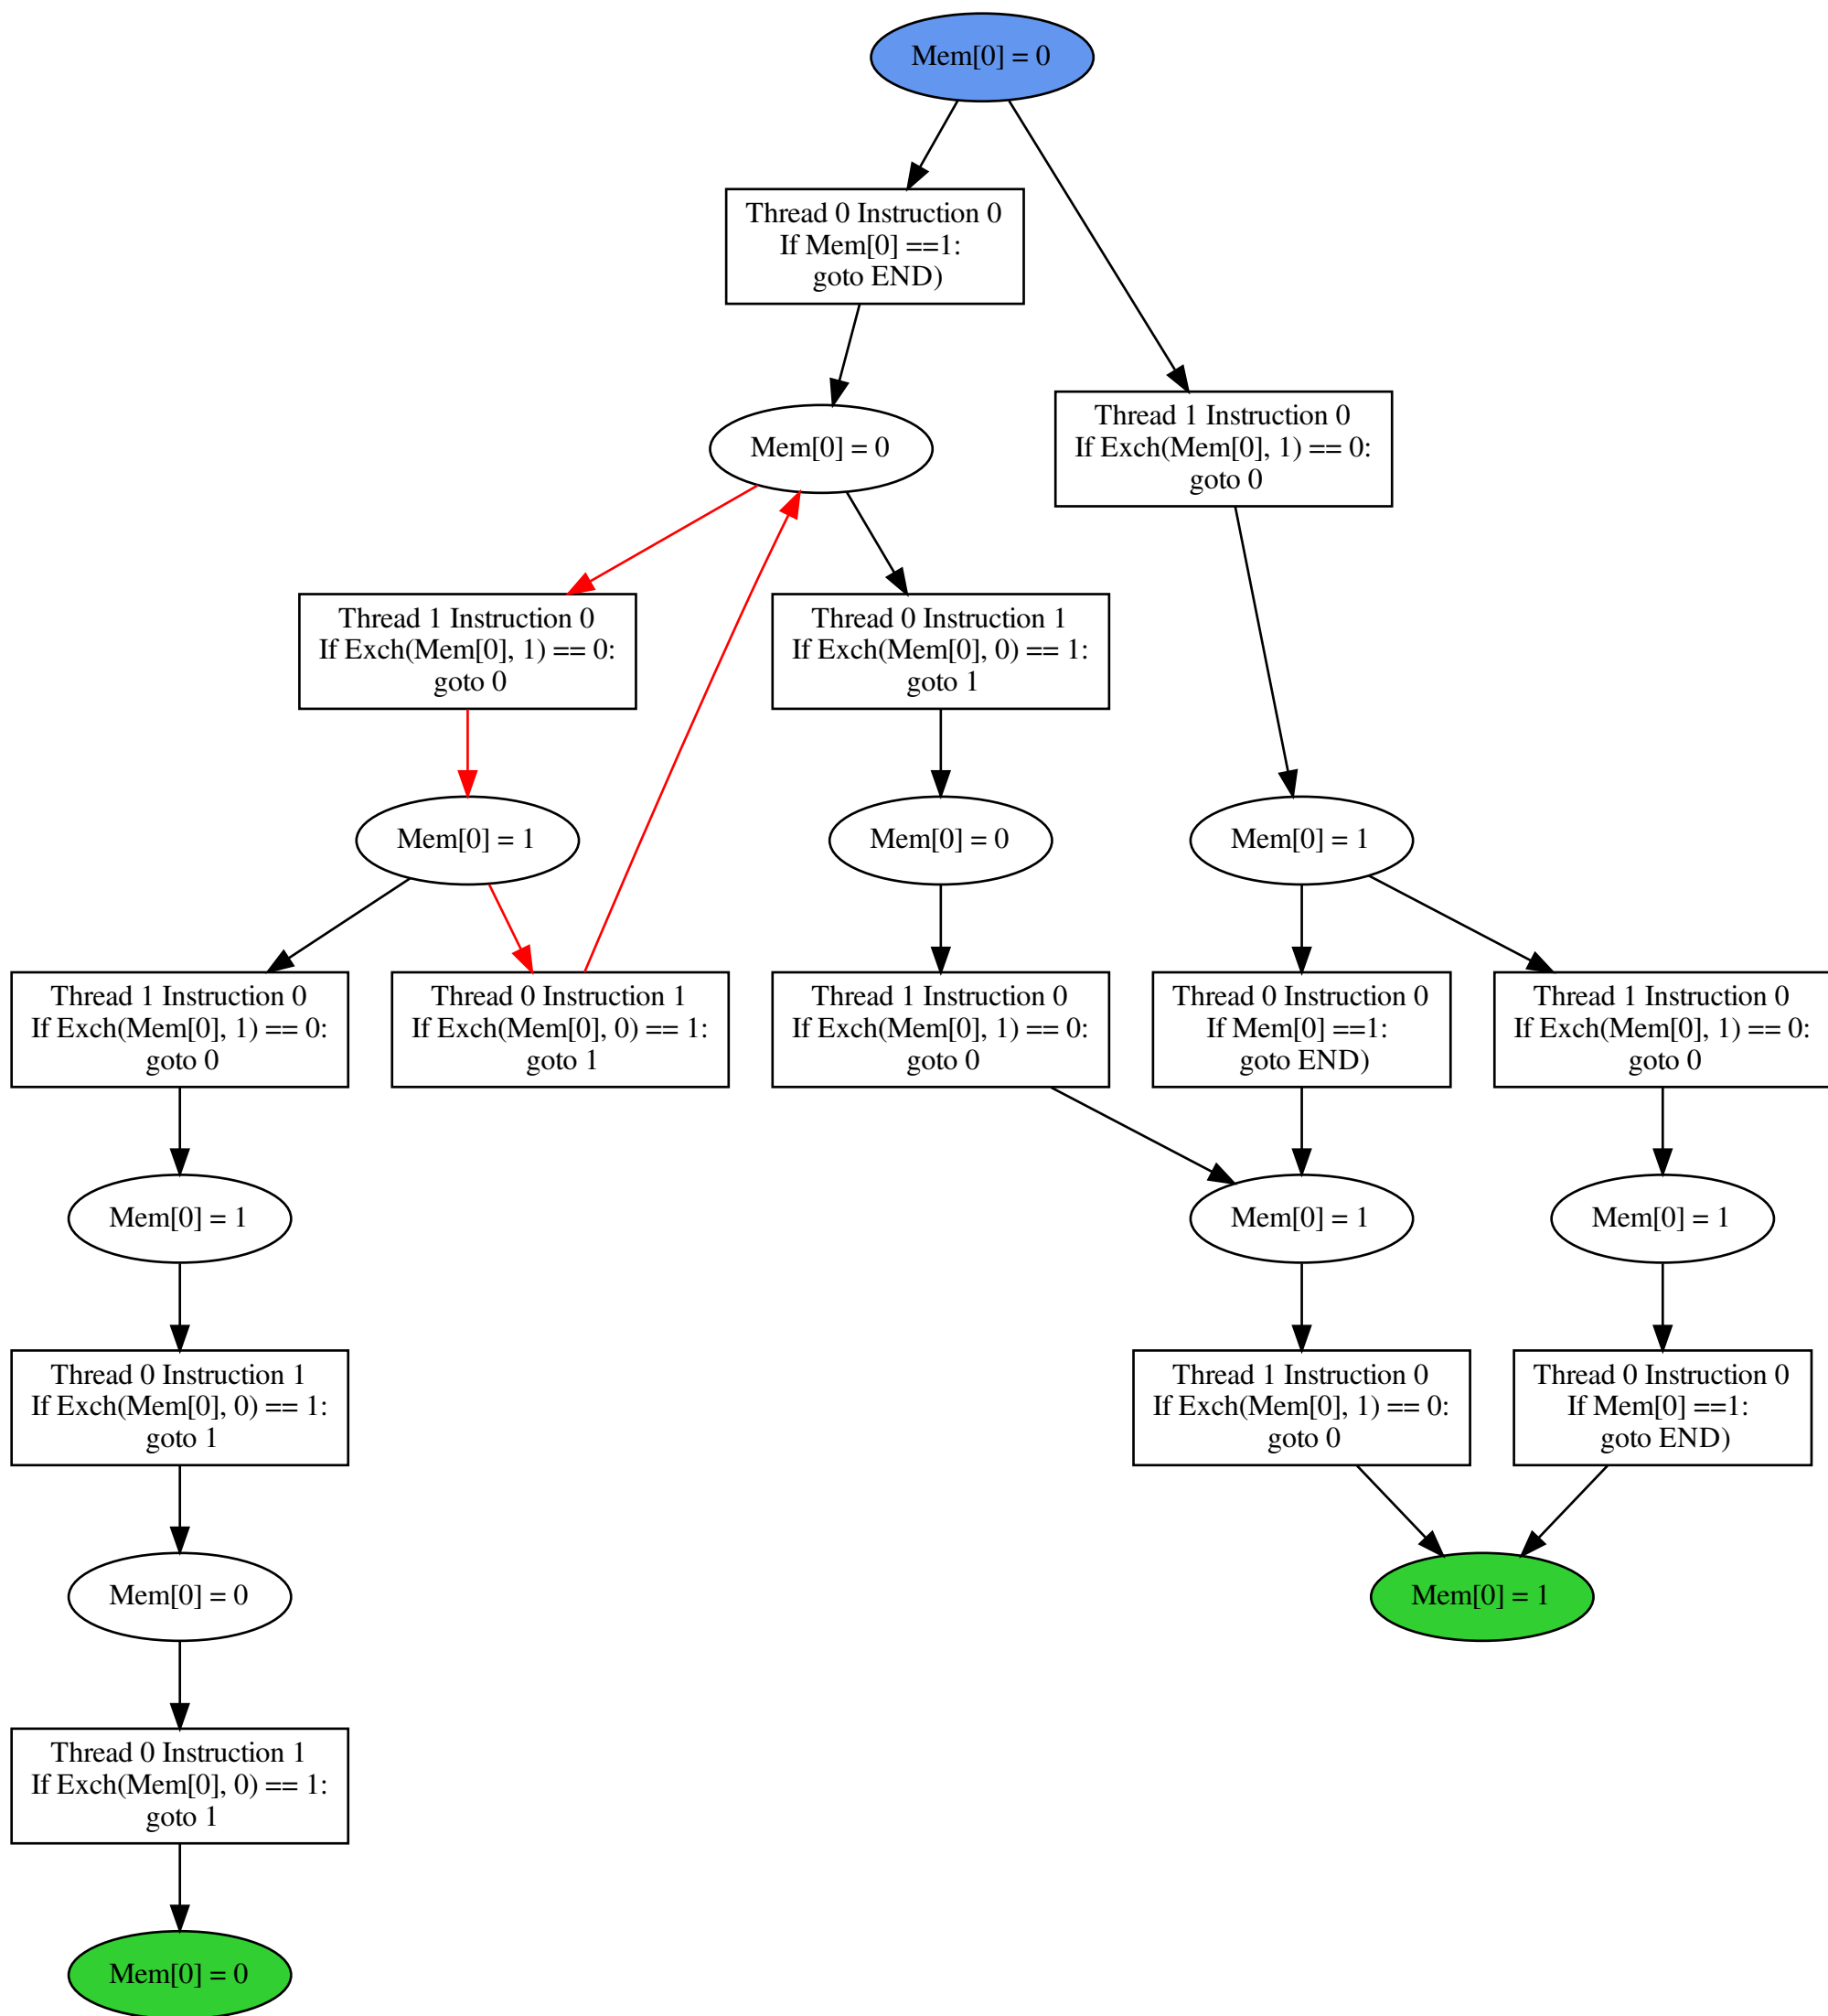 Mem[0] = 0
Thread 0 Instruction 0
If Mem[0] ==1:
goto END)
Mem[0] = 0
Thread 1 Instruction 0
If Exch(Mem[0], 1) == 0:
goto 0
Thread 1 Instruction 0
If Exch(Mem[0], 1) == 0:
goto 0
Thread 0 Instruction 1
If Exch(Mem[0], 0) == 1:
goto 1
Mem[0] = 1
Mem[0] = 0
Mem[0] = 1
Thread 1 Instruction 0
If Exch(Mem[0], 1) == 0:
goto 0
Thread 0 Instruction 1
If Exch(Mem[0], 0) == 1:
goto 1
Thread 1 Instruction 0
If Exch(Mem[0], 1) == 0:
goto 0
Thread 0 Instruction 0
If Mem[0] ==1:
goto END)
Thread 1 Instruction 0
If Exch(Mem[0], 1) == 0:
goto 0
Mem[0] = 1
Mem[0] = 1
Mem[0] = 1
Thread 0 Instruction 1
If Exch(Mem[0], 0) == 1:
goto 1
Thread 1 Instruction 0
If Exch(Mem[0], 1) == 0:
goto 0
Thread 0 Instruction 0
If Mem[0] ==1:
goto END)
Mem[0] = 0
Mem[0] = 1
Thread 0 Instruction 1
If Exch(Mem[0], 0) == 1:
goto 1
Mem[0] = 0